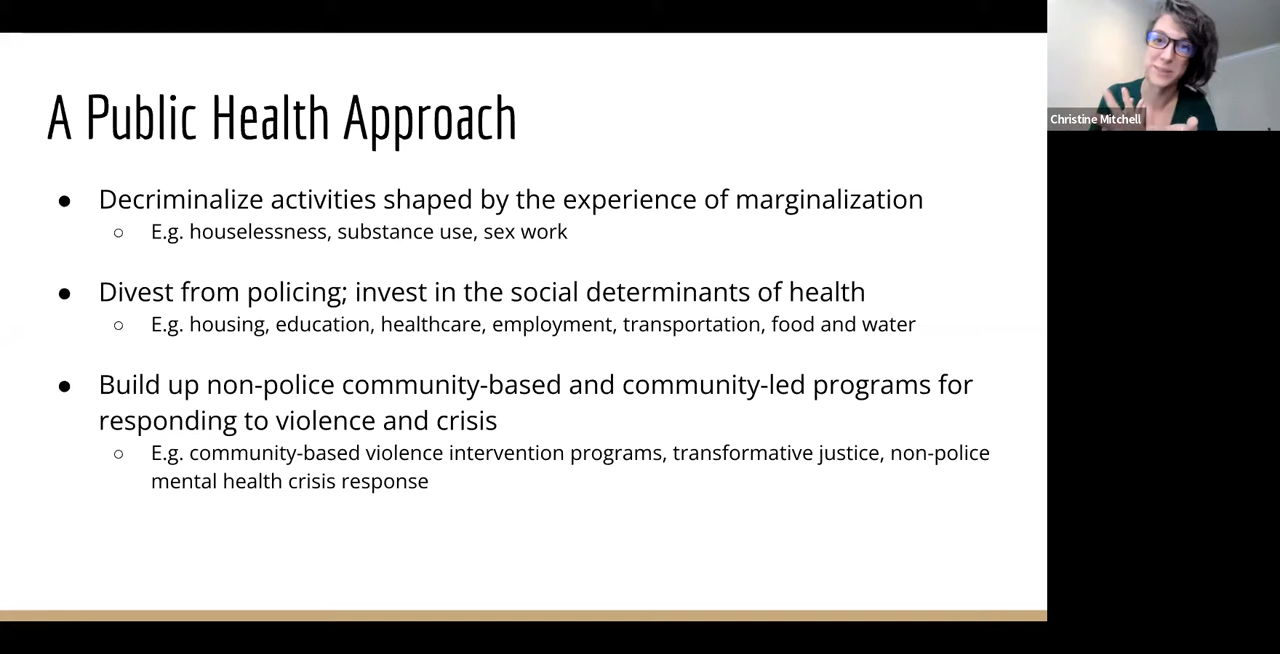 A Public Health Approach
Christine Mitchell
● Decriminalize activities shaped by the experience of marginalization
○ E.g. houselessness, substance use, sex work
● Divest from policing; invest in the social determinants of health
○ E.g. housing, education, healthcare, employment, transportation, food and water
● Build up non-police community-based and community-led programs for
responding to violence and crisis
○ E.g. community-based violence intervention programs, transformative justice, non-police
mental health crisis response